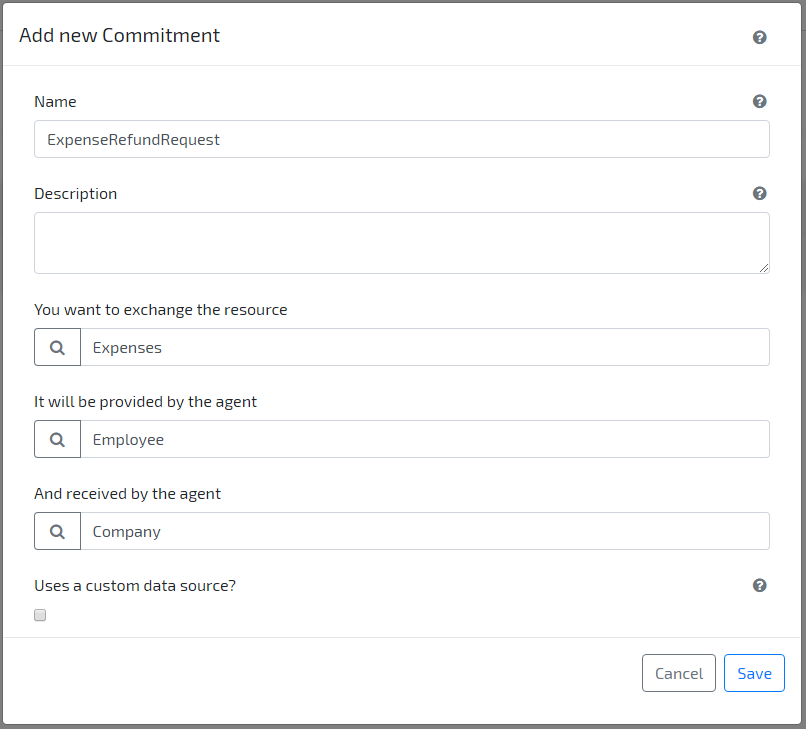 Add new Commitment
Name
ExpenseRefundRequest
Description
You want to exchange the resource
Expenses
It will be provided by the agent
Employee
And received by the agent
Company
Uses a custom data source?
Cancel Save